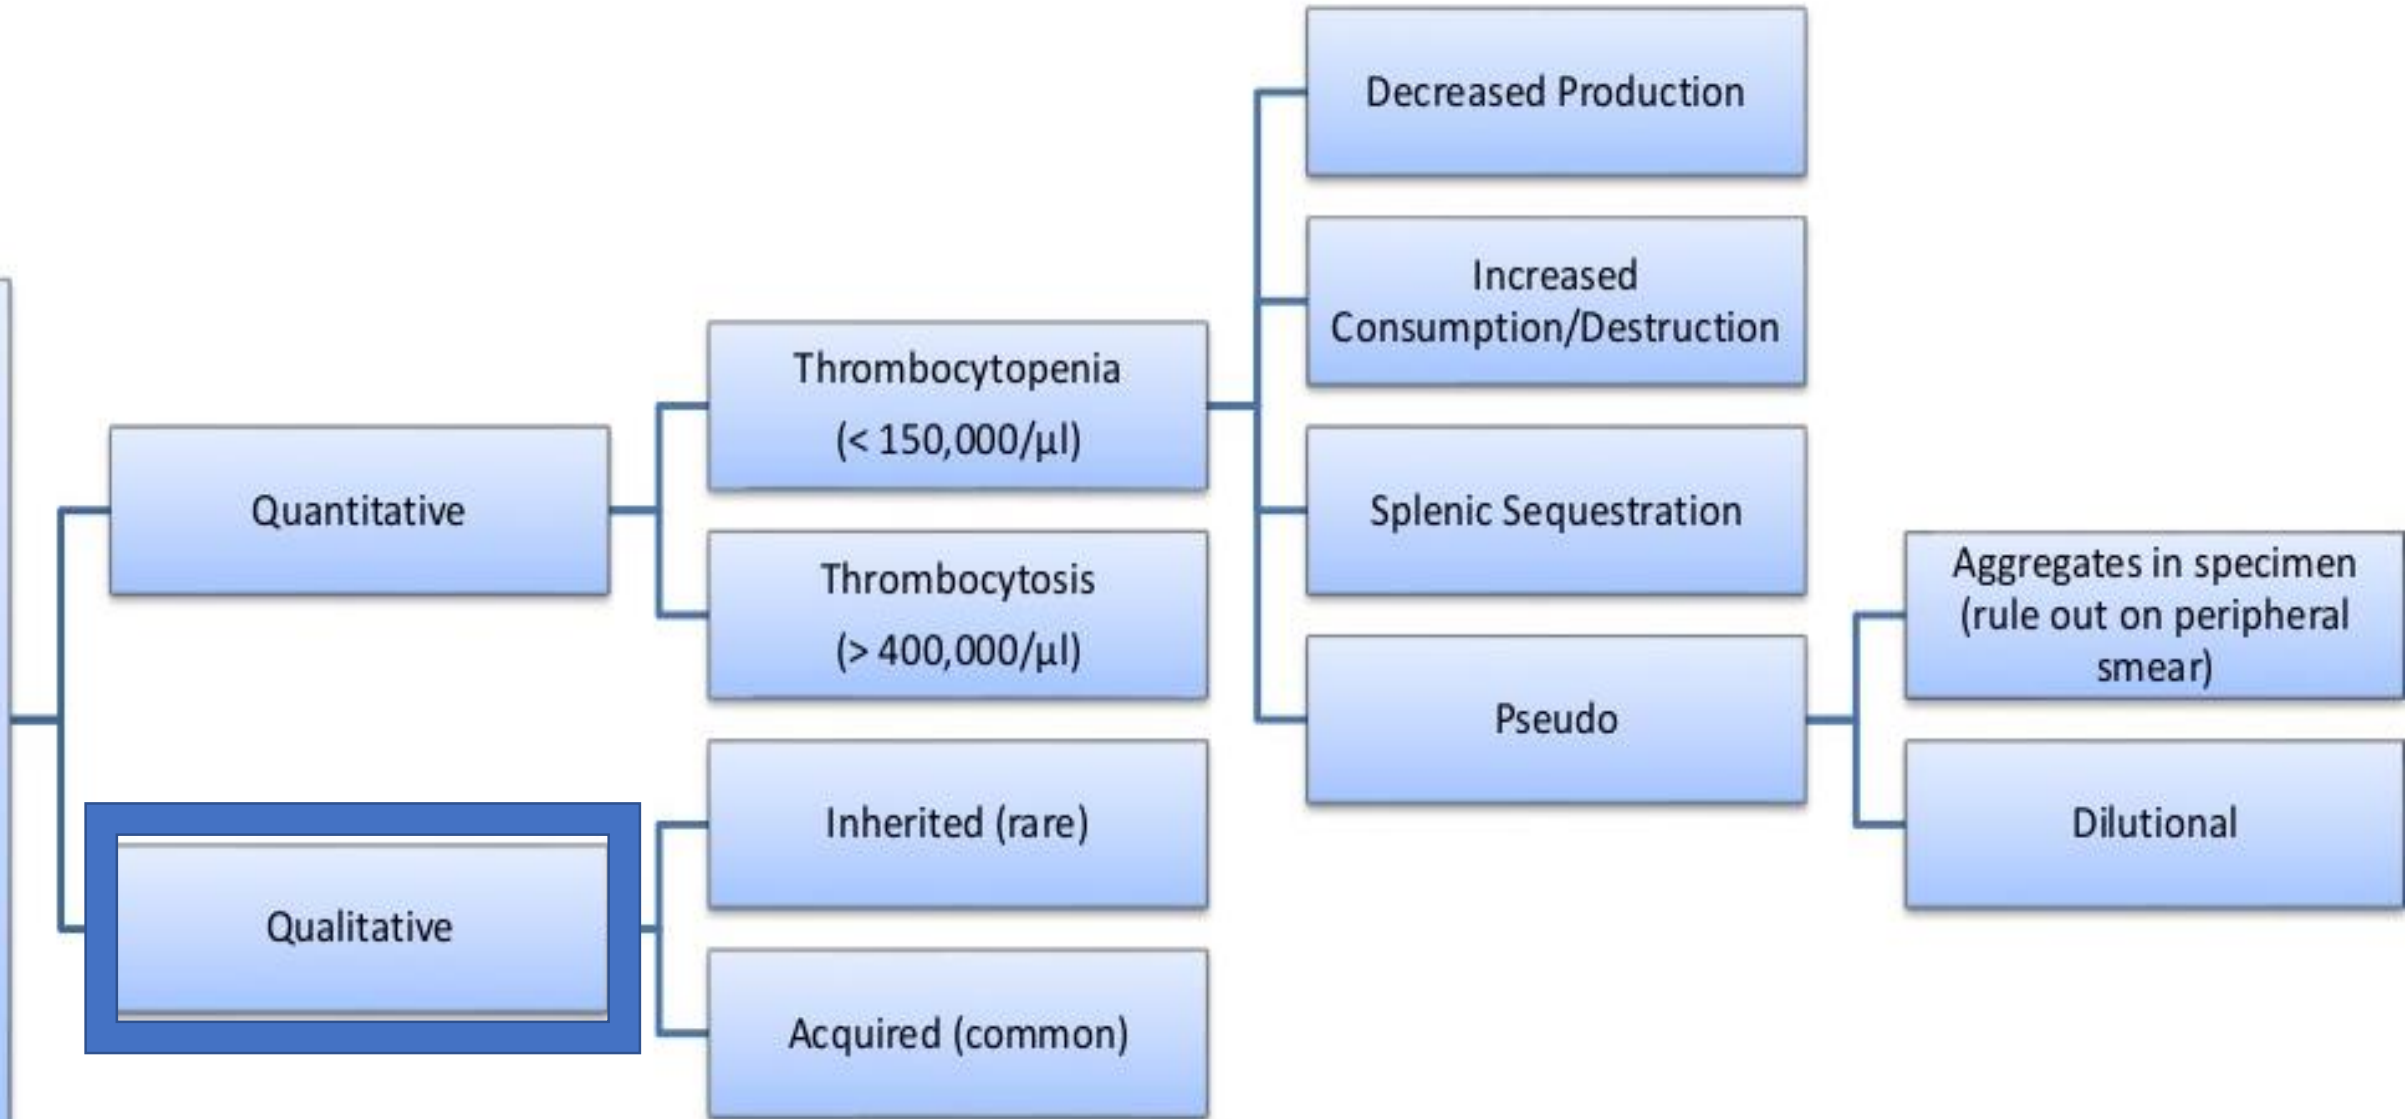 Quantitative
Thrombocytopenia
(< 150,000/µl)
Decreased Production
Increased
Consumption/Destruction
Splenic Sequestration
Pseudo
Aggregates in specimen
(rule out on peripheral
smear)
Dilutional
Thrombocytosis
(> 400,000/µl)
Qualitative
Inherited (rare)
Acquired (common)